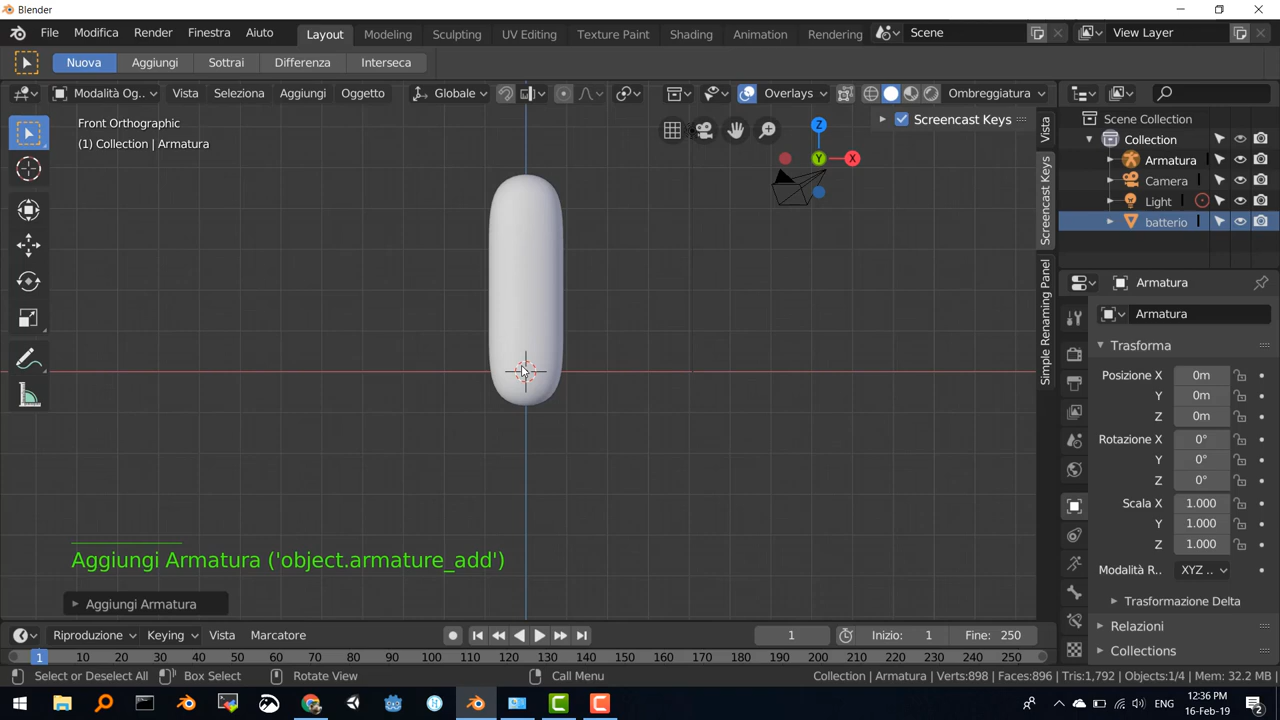 Blender
File Modifica Render Finestra Aiuto Layout Modeling Sculpting UV Editing Texture Paint Shading Animation Rendering Scene View Layer
Nuova Aggiungi Sottrai Differenza Interseca
Modalità Og.. Vista Seleziona Aggiungi Oggetto Globale Overlays Ombreggiatura
Front Orthographic
(1) Collection | Armatura
Screencast Keys
Z
Y
X
Vista
Screencast Keys
Simple Renaming Panel
Scene Collection
Collection
Armatura
Camera
Light
batterio
Armatura
Armatura
Trasforma
Posizione X 0m
Y 0m
Z 0m
Rotazione X 0°
Y 0°
Z 0°
Scala X 1.000
Y 1.000
Z 1.000
Modalità R.. XYZ ..
Trasformazione Delta
Relazioni
Collections
Aggiungi Armatura ('object.armature_add')
Aggiungi Armatura
Riproduzione Keying Vista Marcatore 1 Inizio: 1 Fine: 250
0 1 10 20 30 40 50 60 70 80 90 100 110 120 130 140 150 160 170 180 190 200 210 220 230 240 250
Select or Deselect All Box Select Rotate View Call Menu Collection | Armatura | Verts:898 | Faces:896 | Tris:1,792 | Objects:1/4 | Mem: 32.2 MB
12:36 PM
16-Feb-19
2